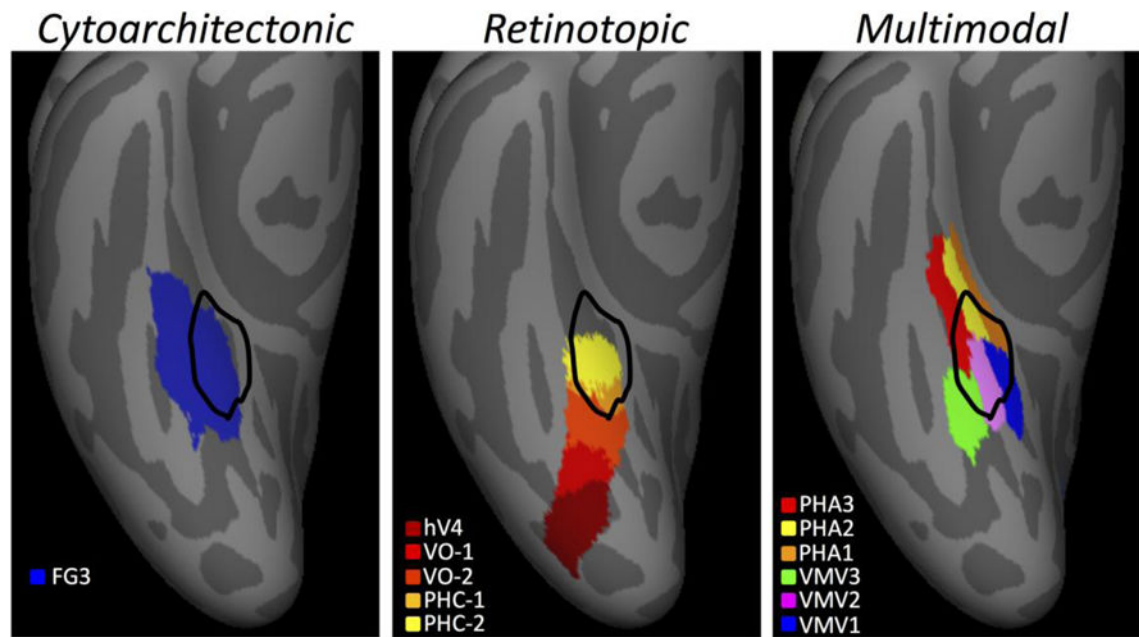 Cytoarchitectonic
Retinotopic
Multimodal
FG3
hV4
VO-1
VO-2
PHC-1
PHC-2
PHA3
PHA2
PHA1
VMV3
VMV2
VMV1